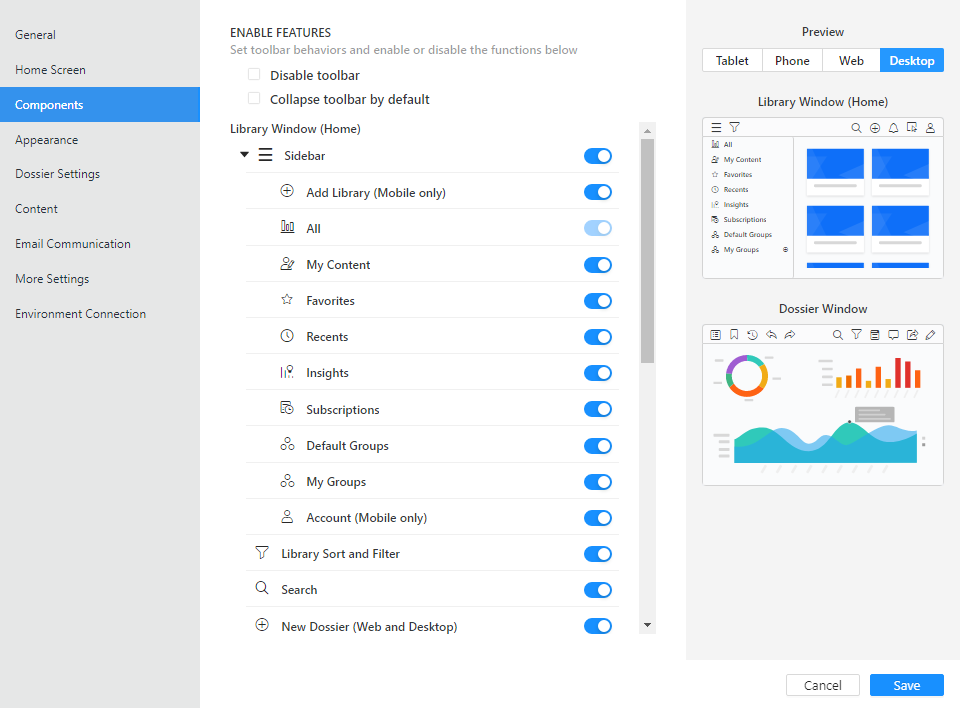 General
Home Screen
Components
Appearance
Dossier Settings
Content
Email Communication
More Settings
Environment Connection
ENABLE FEATURES
Set toolbar behaviors and enable or disable the functions below
Disable toolbar
Collapse toolbar by default
Library Window (Home)
Sidebar
Add Library (Mobile only)
All
My Content
Favorites
Recents
Insights
Subscriptions
Default Groups
My Groups
Account (Mobile only)
Library Sort and Filter
Search
New Dossier (Web and Desktop)
Preview
Tablet Phone Web Desktop
Library Window (Home)
All
My Content
Favorites
Recents
Insights
Subscriptions
Default Groups
My Groups
Dossier Window
Cancel Save